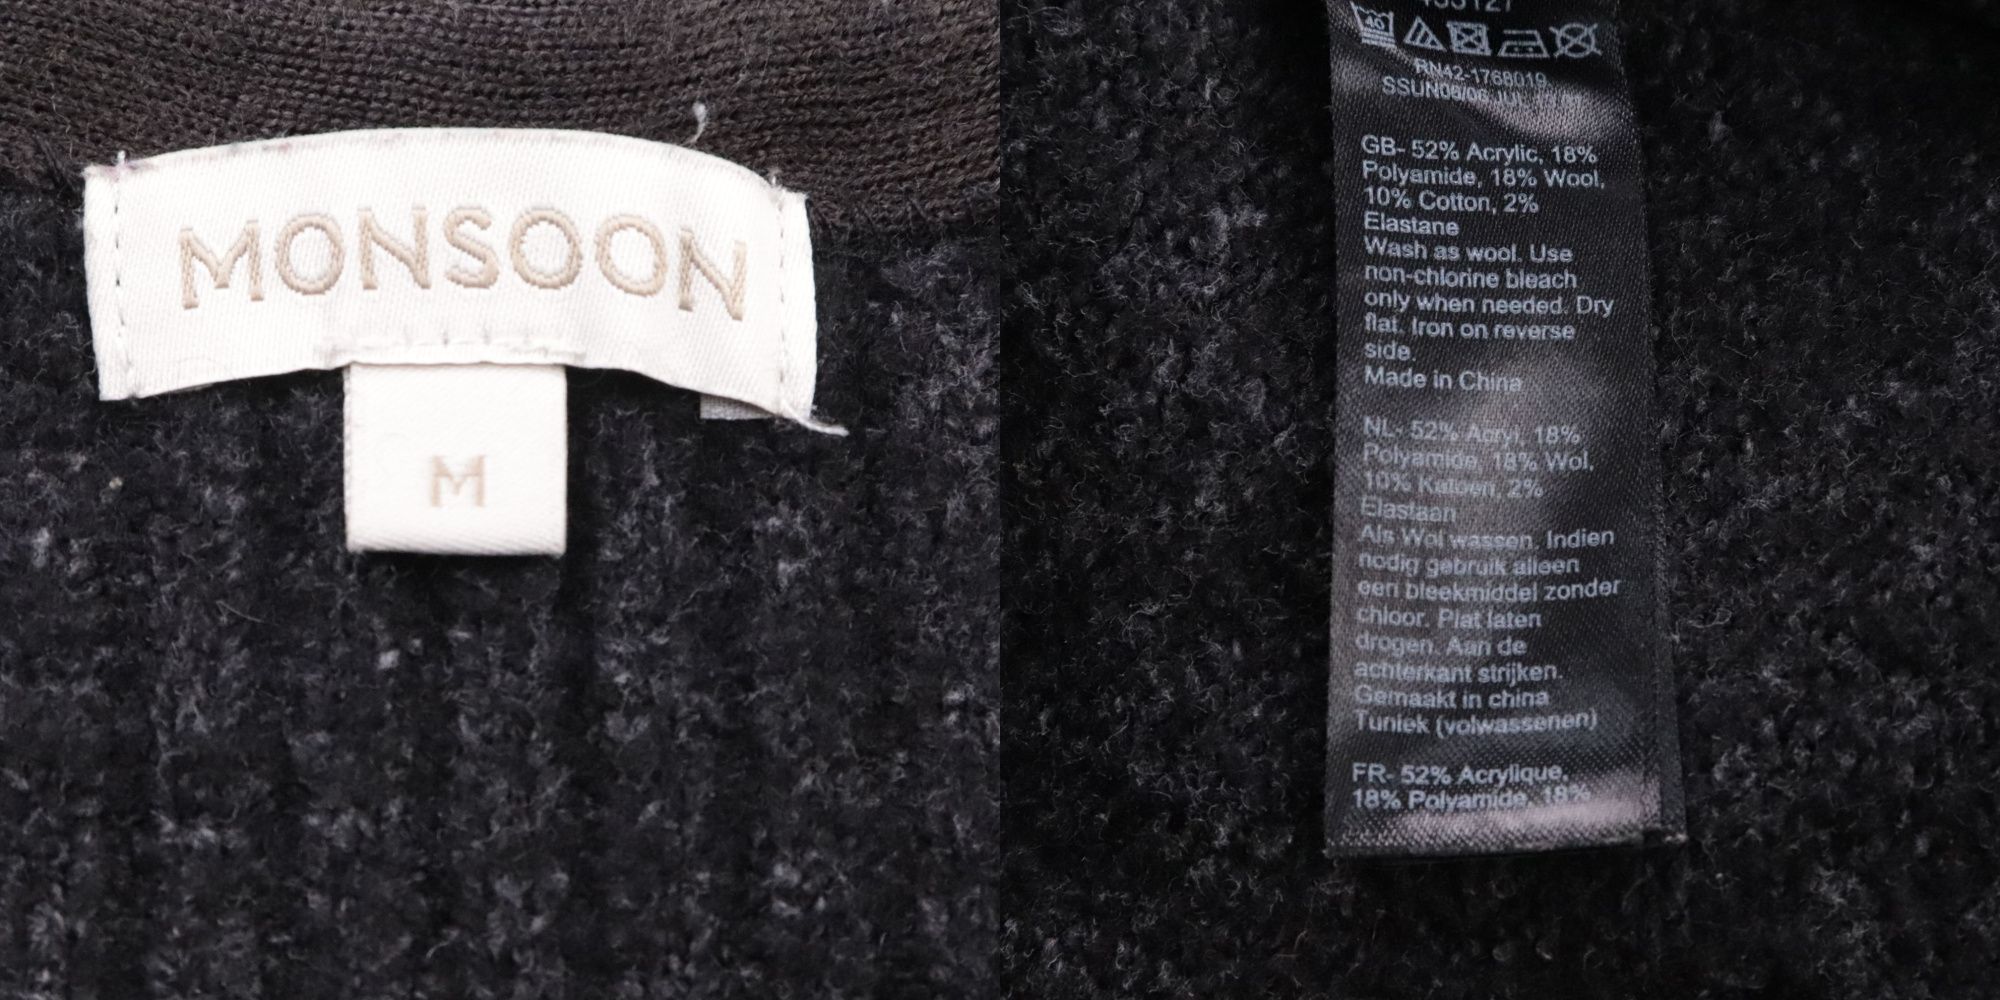 MONSOON
M
40
RN42-1768019
GB- 52% Acrylic, 18%
Polyamide, 18% Wool,
10% Cotton, 2%
Elastane
Wash as wool. Use
non-chlorine bleach
only when needed. Dry
flat. Iron on reverse
side.
Made in China
NL- 52% Acryl, 18%
Polyamide, 18% Wol,
10% Katoen, 2%
Elastaan
Als Wol wassen. Indien
nodig gebruik alleen
een bleekmiddel zonder
chloor. Plat laten
drogen. Aan de
achterkant strijken.
Gemaakt in china
Tuniek (volwassenen)
FR- 52% Acrylique,
18% Polyamide, 18%